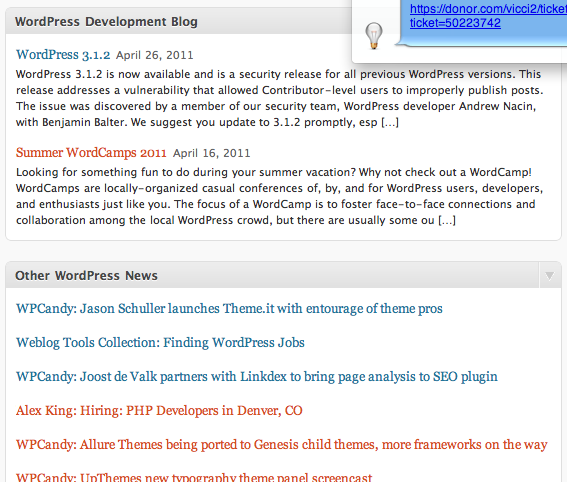 https://donor.com/vicci2/ticket
ticket=50223742
WordPress Development Blog
WordPress 3.1.2 April 26, 2011
WordPress 3.1.2 is now available and is a security release for all previous WordPress versions. This
release addresses a vulnerability that allowed Contributor-level users to improperly publish posts.
The issue was discovered by a member of our security team, WordPress developer Andrew Nacin,
with Benjamin Balter. We suggest you update to 3.1.2 promptly, esp […]
Summer WordCamps 2011 April 16, 2011
Looking for something fun to do during your summer vacation? Why not check out a WordCamp!
WordCamps are locally-organized casual conferences of, by, and for WordPress users, developers,
and enthusiasts just like you. The focus of a WordCamp is to foster face-to-face connections and
collaboration among the local WordPress crowd, but there are usually some ou […]
Other WordPress News
WPCandy: Jason Schuller launches Theme.it with entourage of theme pros
Weblog Tools Collection: Finding WordPress Jobs
WPCandy: Joost de Valk partners with Linkdex to bring page analysis to SEO plugin
Alex King: Hiring: PHP Developers in Denver, CO
WPCandy: Allure Themes being ported to Genesis child themes, more frameworks on the way
WPCandy: UpThemes new typography theme panel screencast